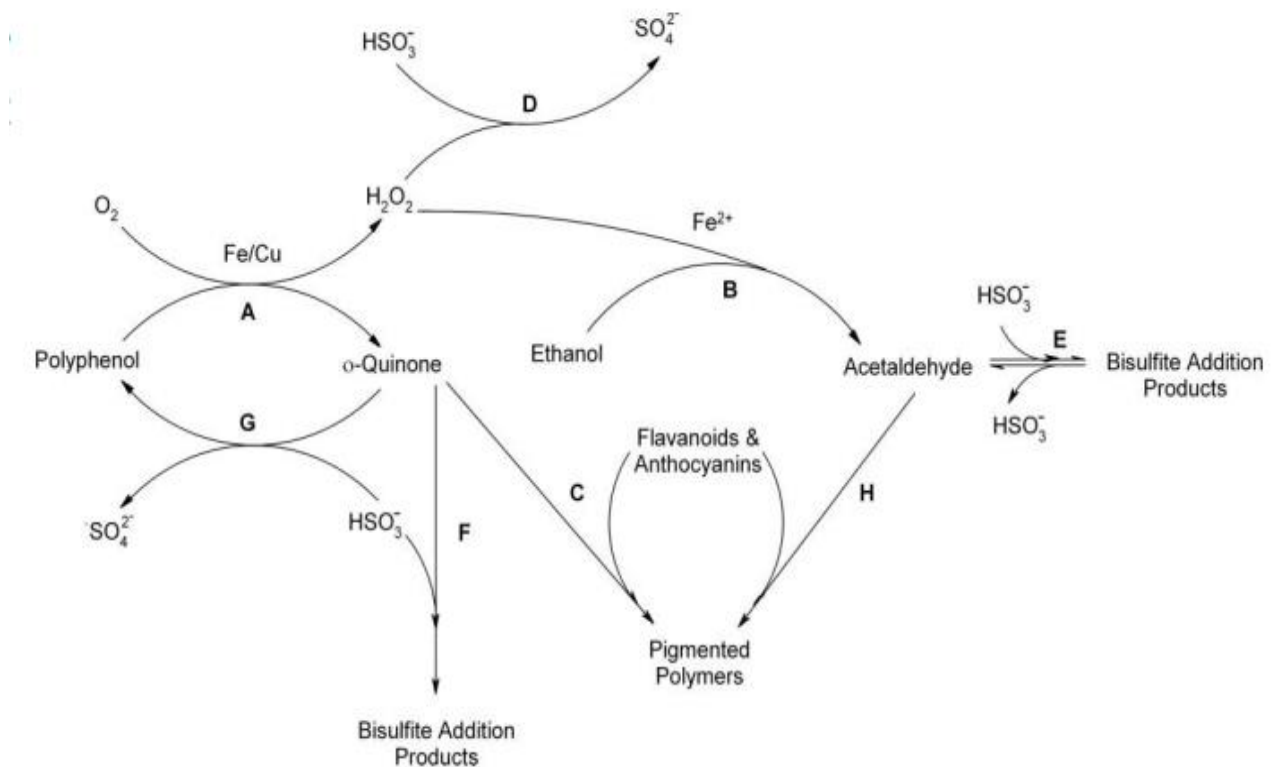 HSO₃⁻
˙SO₄²⁻
D
O₂
H₂O₂
Fe²⁺
Fe/Cu
A
B
HSO₃⁻
E
Polyphenol
o-Quinone
Ethanol
Acetaldehyde
Bisulfite Addition
Products
HSO₃⁻
G
Flavanoids &
Anthocyanins
C
H
˙SO₄²⁻
HSO₃⁻
F
Pigmented
Polymers
Bisulfite Addition
Products